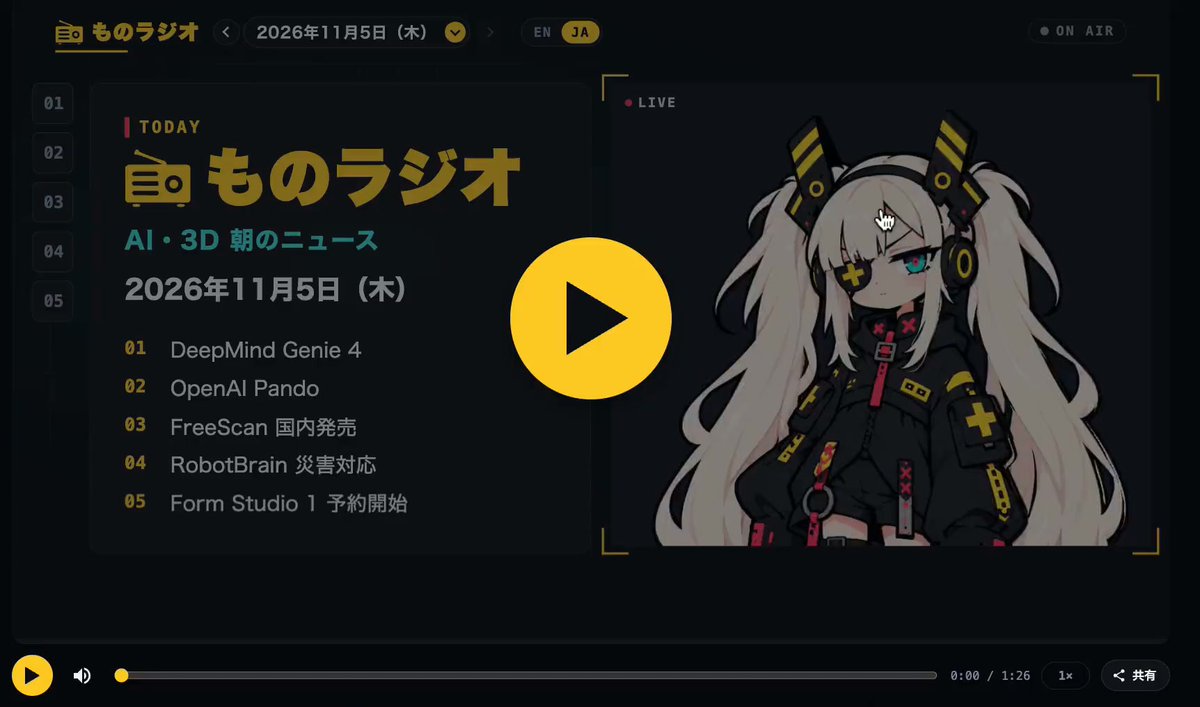 ものラジオ
2026年11月5日（木）
EN JA
ON AIR
01
02
03
04
05
TODAY
ものラジオ
AI・3D 朝のニュース
2026年11月5日（木）
01 DeepMind Genie 4
02 OpenAI Pando
03 FreeScan 国内発売
04 RobotBrain 災害対応
05 Form Studio 1 予約開始
LIVE
0:00 / 1:26
1×
共有